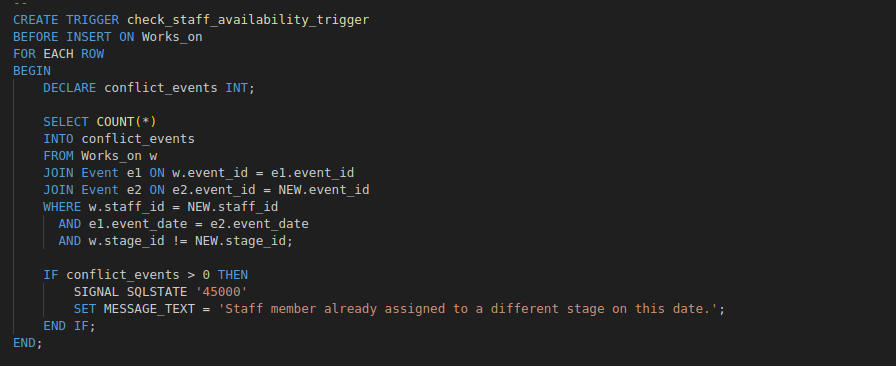 --
CREATE TRIGGER check_staff_availability_trigger
BEFORE INSERT ON Works_on
FOR EACH ROW
BEGIN
    DECLARE conflict_events INT;

    SELECT COUNT(*)
    INTO conflict_events
    FROM Works_on w
    JOIN Event e1 ON w.event_id = e1.event_id
    JOIN Event e2 ON e2.event_id = NEW.event_id
    WHERE w.staff_id = NEW.staff_id
      AND e1.event_date = e2.event_date
      AND w.stage_id != NEW.stage_id;

    IF conflict_events > 0 THEN
        SIGNAL SQLSTATE '45000'
        SET MESSAGE_TEXT = 'Staff member already assigned to a different stage on this date.';
    END IF;
END;